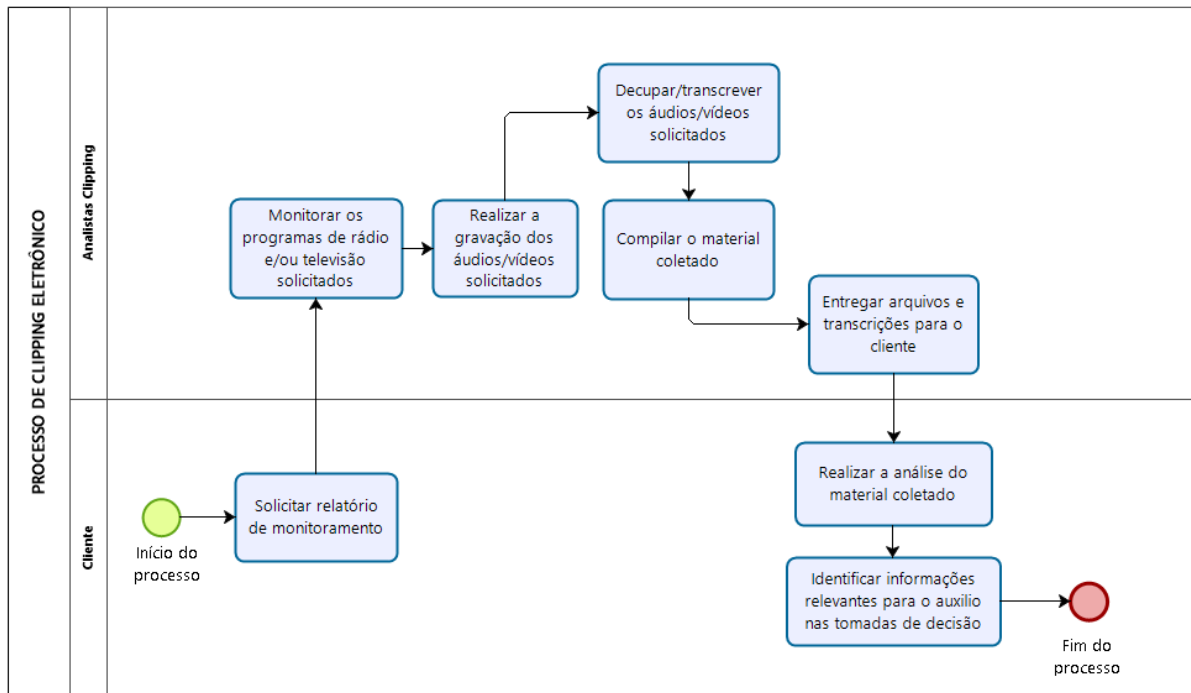 PROCESSO DE CLIPPING ELETRÔNICO
Analistas Clipping
Decupar/transcrever
os áudios/vídeos
solicitados
Monitorar os
programas de rádio
e/ou televisão
solicitados
Realizar a
gravação dos
áudios/vídeos
solicitados
Compilar o material
coletado
Entregar arquivos e
transcrições para o
cliente
Cliente
Início do
processo
Solicitar relatório
de monitoramento
Realizar a análise do
material coletado
Identificar informações
relevantes para o auxilio
nas tomadas de decisão
Fim do
processo